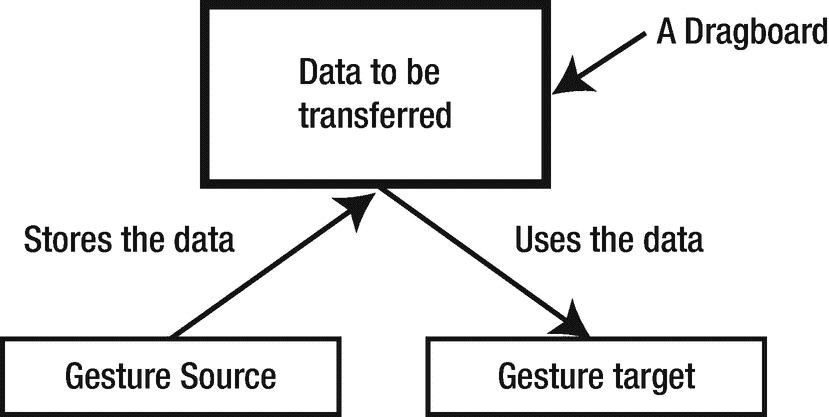 A Dragboard
Data to be
transferred
Stores the data
Uses the data
Gesture Source
Gesture target